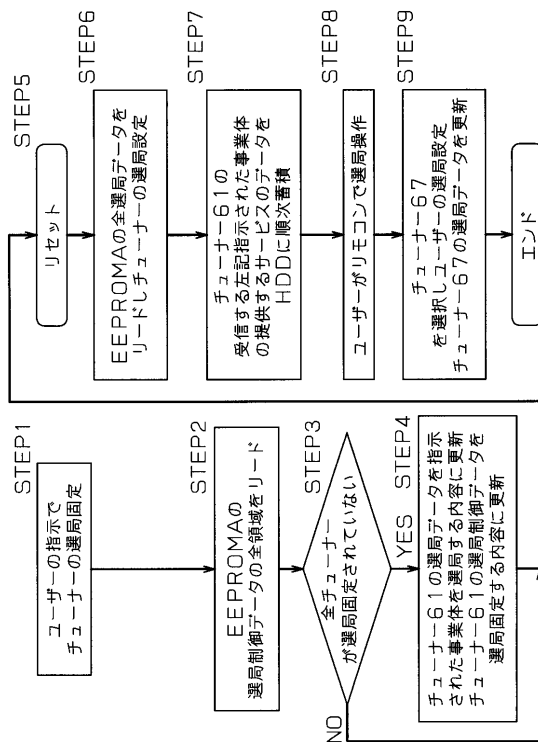 STEP1
ユーザーの指示で
チューナーの選局固定
STEP2
EEPROMAの
選局制御データの全領域をリード
STEP3
全チューナー
が選局固定されていない
NO
YES
STEP4
チューナー61の選局データを指示
された事業体を選局する内容に更新
チューナー61の選局制御データを
選局固定する内容に更新
STEP5
リセット
STEP6
EEPROMAの全選局データを
リードしチューナーの選局設定
STEP7
チューナー61の
受信する左記指示された事業体
の提供するサービスのデータを
HDDに順次蓄積
STEP8
ユーザーがリモコンで選局操作
STEP9
チューナー67
を選択しユーザーの選局設定
チューナー67の選局データを更新
エンド